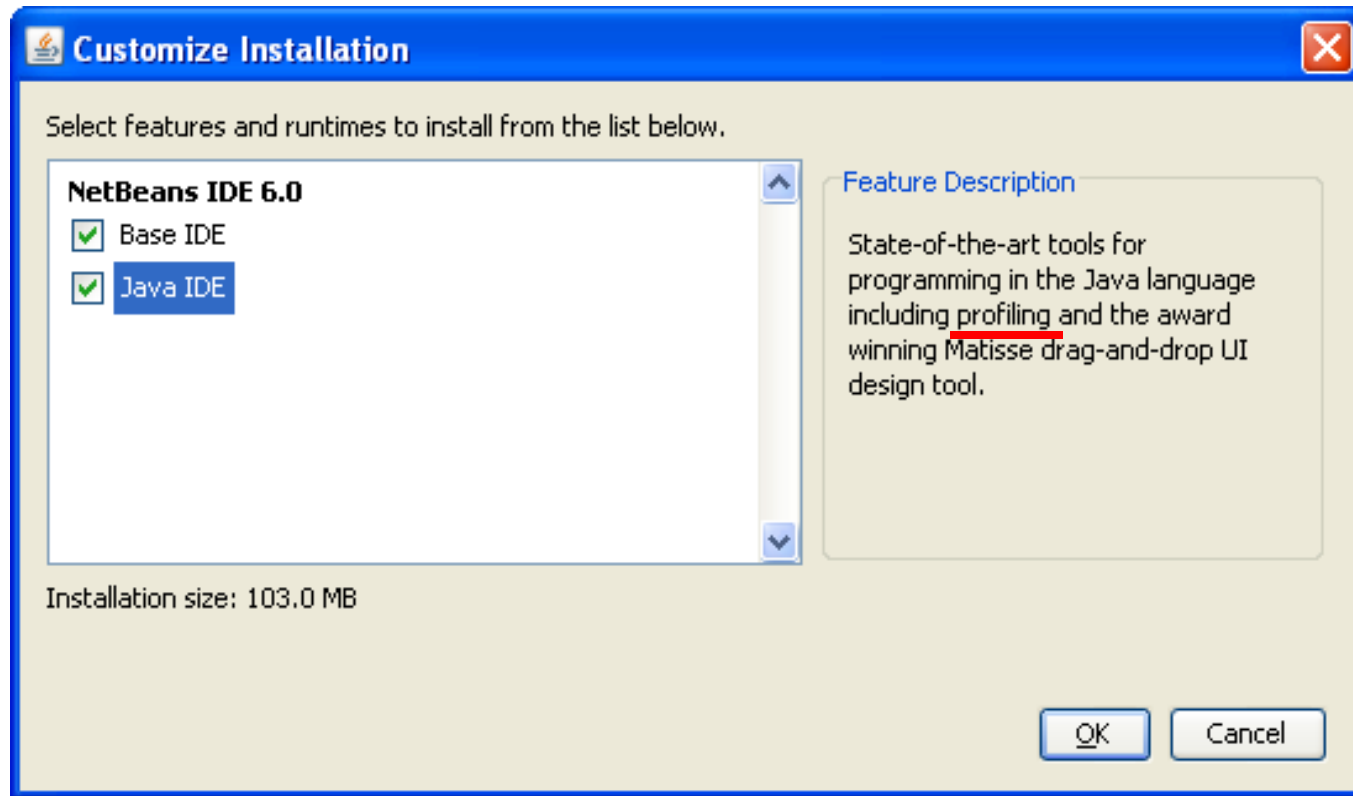 Customize Installation
Select features and runtimes to install from the list below.
NetBeans IDE 6.0
Base IDE
Java IDE
Feature Description
State-of-the-art tools for
programming in the Java language
including profiling and the award
winning Matisse drag-and-drop UI
design tool.
Installation size: 103.0 MB
OK
Cancel